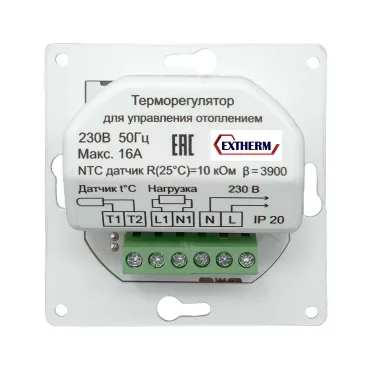 Терморегулятор
для управления отоплением
230В 50Гц EAC EXTHERM
Макс. 16А
NTC датчик R(25°C)=10 кОм β=3900
Датчик t°C Нагрузка 230 В
T1 T2 L1 N1 N L IP 20